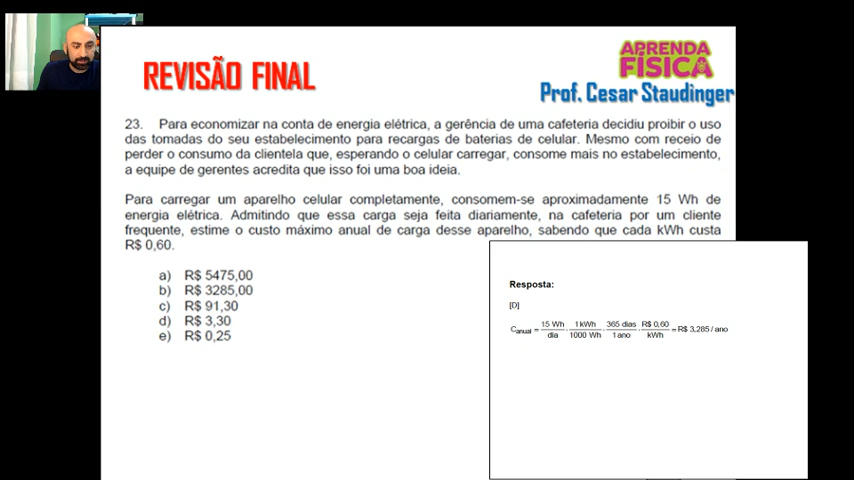 REVISÃO FINAL
APRENDA
FÍSICA
Prof. Cesar Staudinger
23. Para economizar na conta de energia elétrica, a gerência de uma cafeteria decidiu proibir o uso
das tomadas do seu estabelecimento para recargas de baterias de celular. Mesmo com receio de
perder o consumo da clientela que, esperando o celular carregar, consome mais no estabelecimento,
a equipe de gerentes acredita que isso foi uma boa ideia.
Para carregar um aparelho celular completamente, consomem-se aproximadamente 15 Wh de
energia elétrica. Admitindo que essa carga seja feita diariamente, na cafeteria por um cliente
frequente, estime o custo máximo anual de carga desse aparelho, sabendo que cada kWh custa
R$ 0,60.
a) R$ 5475,00
b) R$ 3285,00
c) R$ 91,30
d) R$ 3,30
e) R$ 0,25
Resposta:
[D]
C anual = 15 Wh/dia · 1 kWh/1000 Wh · 365 dias/1 ano · R$ 0,60/kWh = R$ 3,285 / ano